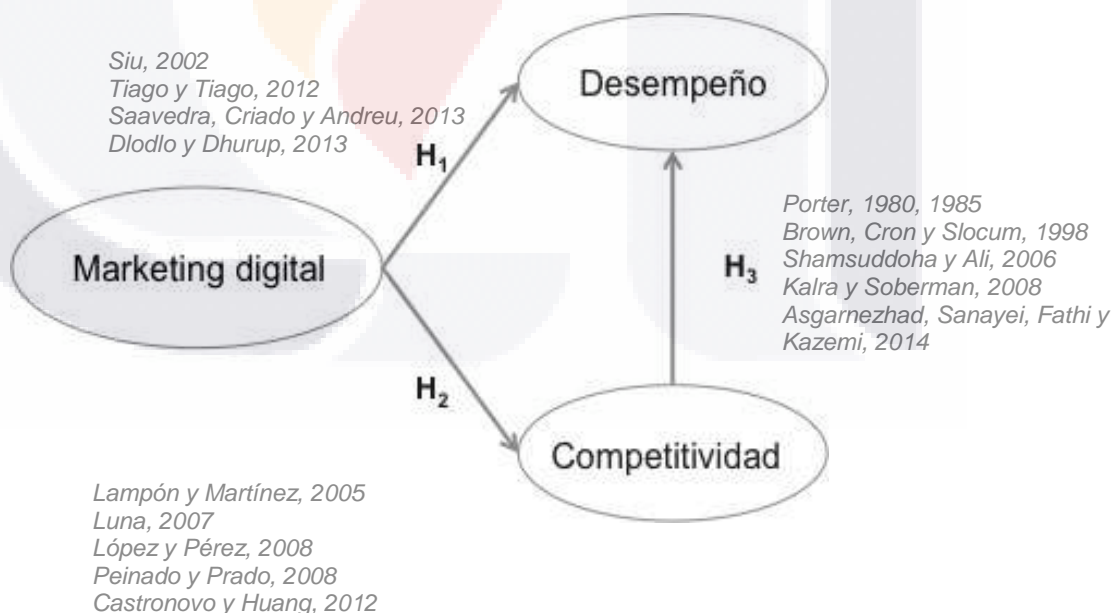 Siu, 2002
Tiago y Tiago, 2012
Saavedra, Criado y Andreu, 2013
Dlodlo y Dhurup, 2013
Desempeño
H₁
Marketing digital
Porter, 1980, 1985
Brown, Cron y Slocum, 1998
Shamsuddoha y Ali, 2006
Kalra y Soberman, 2008
Asgarnezhad, Sanayei, Fathi y
Kazemi, 2014
H₃
H₂
Competitividad
Lampón y Martínez, 2005
Luna, 2007
López y Pérez, 2008
Peinado y Prado, 2008
Castronovo y Huang, 2012